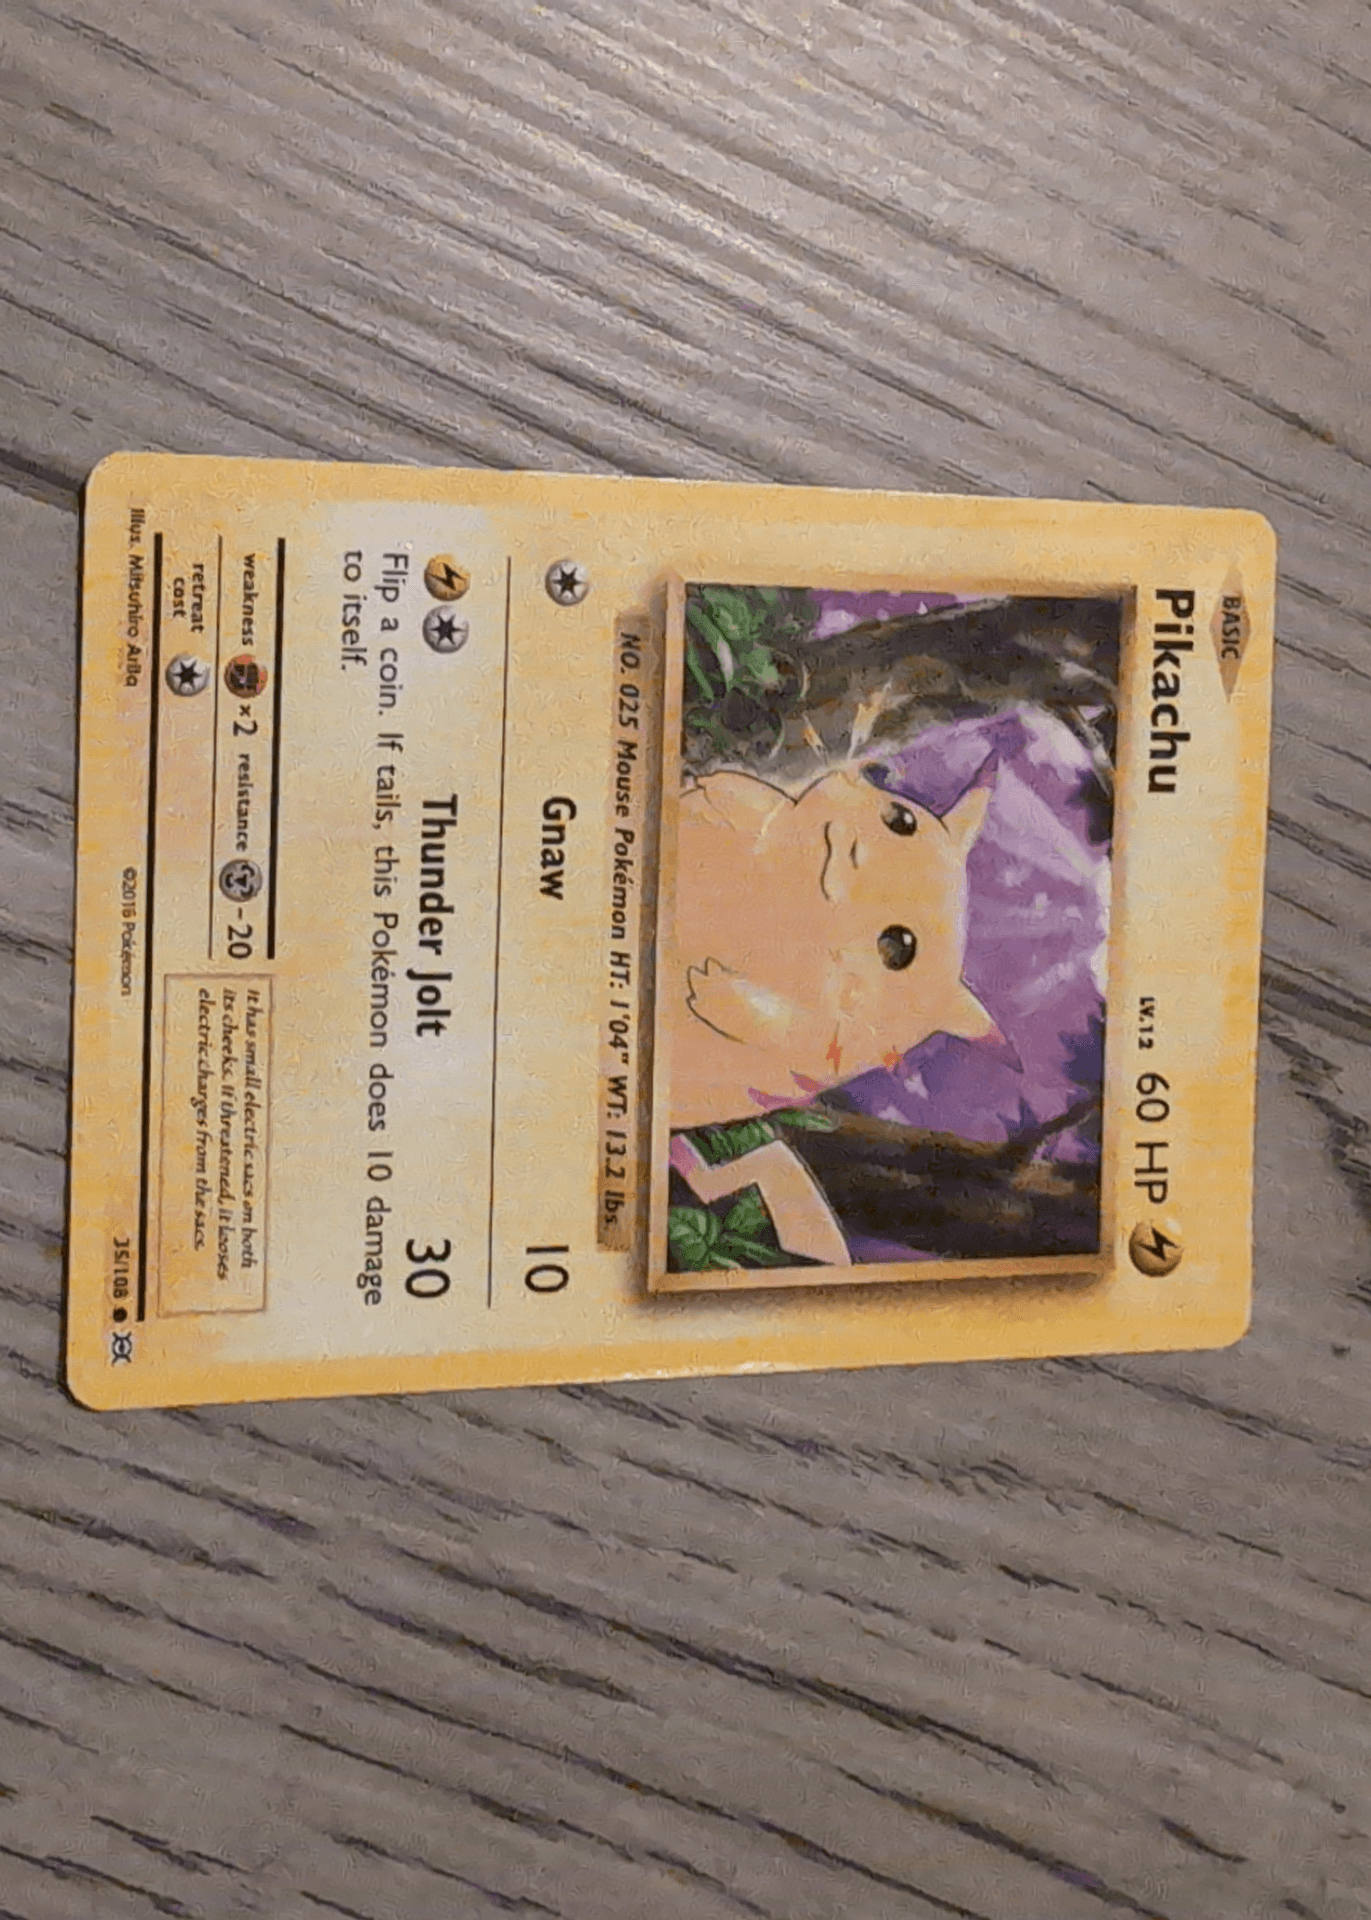 BASIC
Pikachu LV.12 60 HP
NO. 025 Mouse Pokémon HT: 1'04" WT: 13.2 lbs.
Gnaw 10
Thunder Jolt 30
Flip a coin. If tails, this Pokémon does 10 damage
to itself.
weakness ×2 resistance -20
retreat
cost
It has small electric sacs on both
its cheeks. If threatened, it looses
electric charges from the sacs.
Illus. Mitsuhiro Arita ©2016 Pokémon 35/108